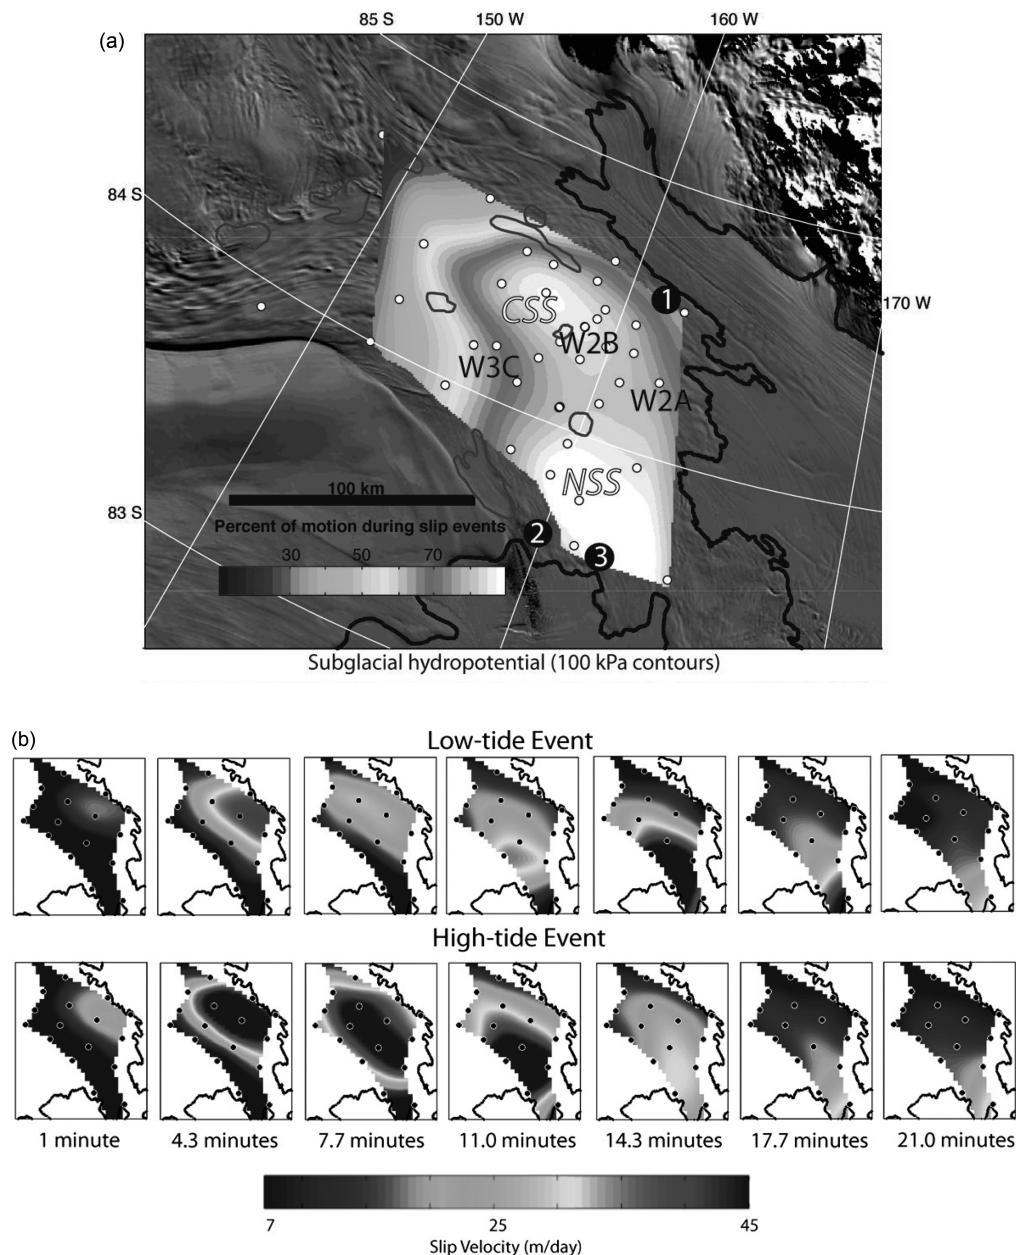 (a)
85 S
150 W
160 W
84 S
170 W
1
CSS
W2B
W3C
W2A
NSS
100 km
83 S
Percent of motion during slip events
30 50 70
2
3
Subglacial hydropotential (100 kPa contours)
(b)
Low-tide Event
High-tide Event
1 minute 4.3 minutes 7.7 minutes 11.0 minutes 14.3 minutes 17.7 minutes 21.0 minutes
7 25 45
Slip Velocity (m/day)